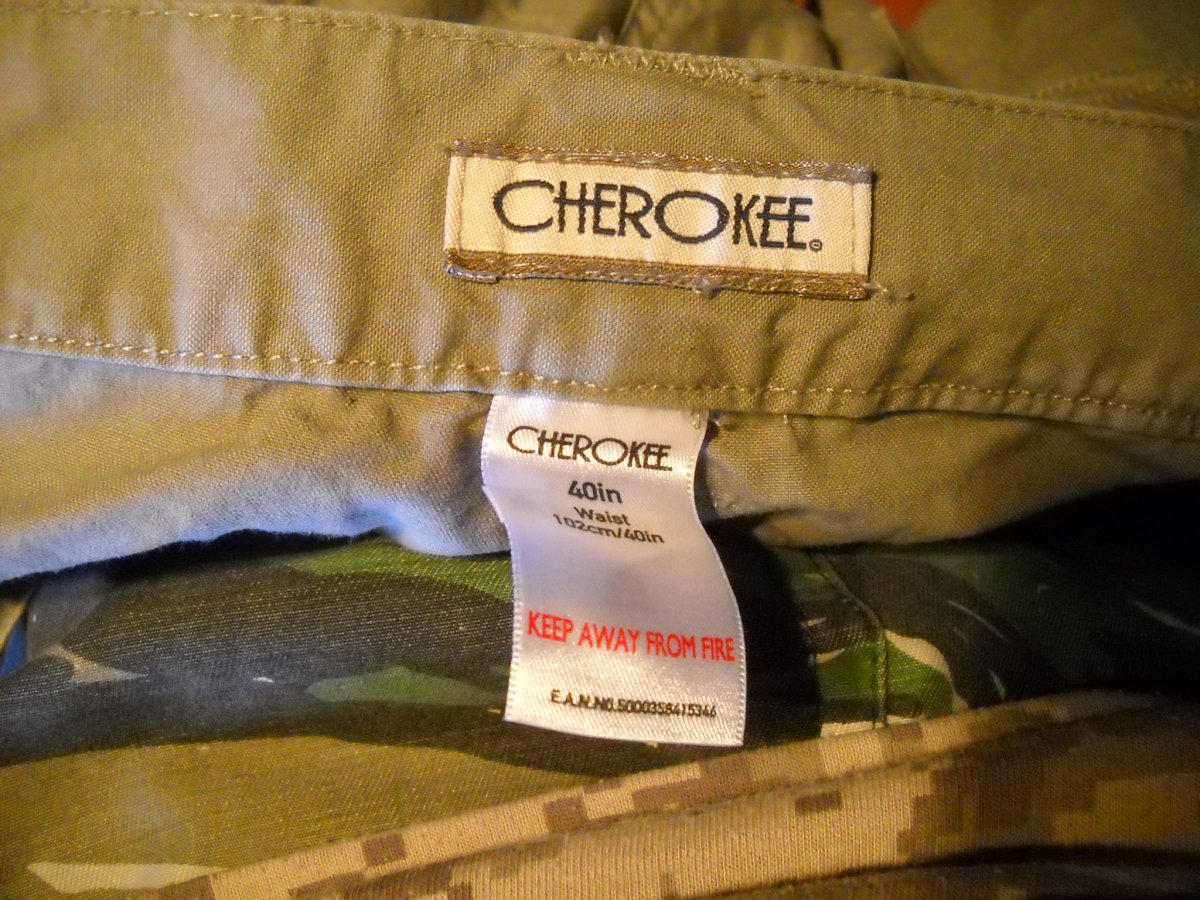 CHEROKEE
CHEROKEE
40in
Waist
102cm/40in
KEEP AWAY FROM FIRE
E.A.N.NO.5000358415346